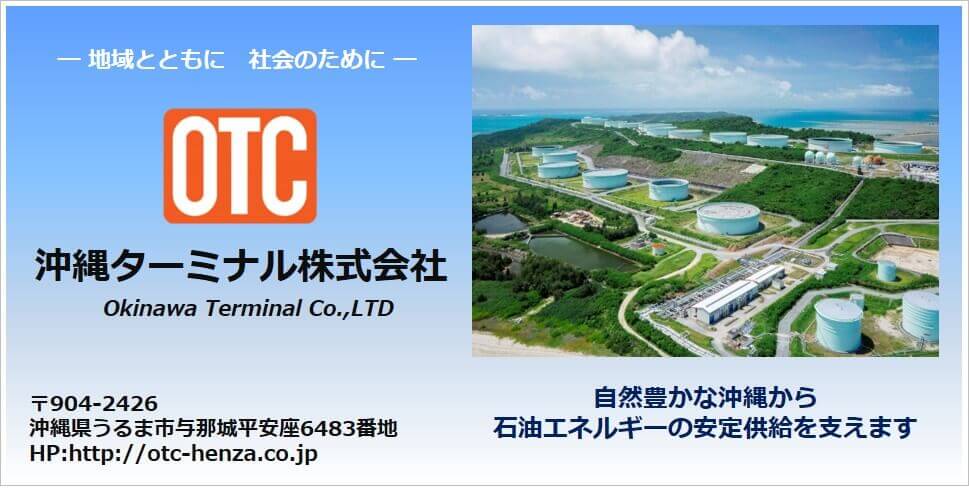 ― 地域とともに　社会のために ―
OTC
沖縄ターミナル株式会社
Okinawa Terminal Co.,LTD
〒904-2426
沖縄県うるま市与那城平安座6483番地
HP:http://otc-henza.co.jp
自然豊かな沖縄から
石油エネルギーの安定供給を支えます